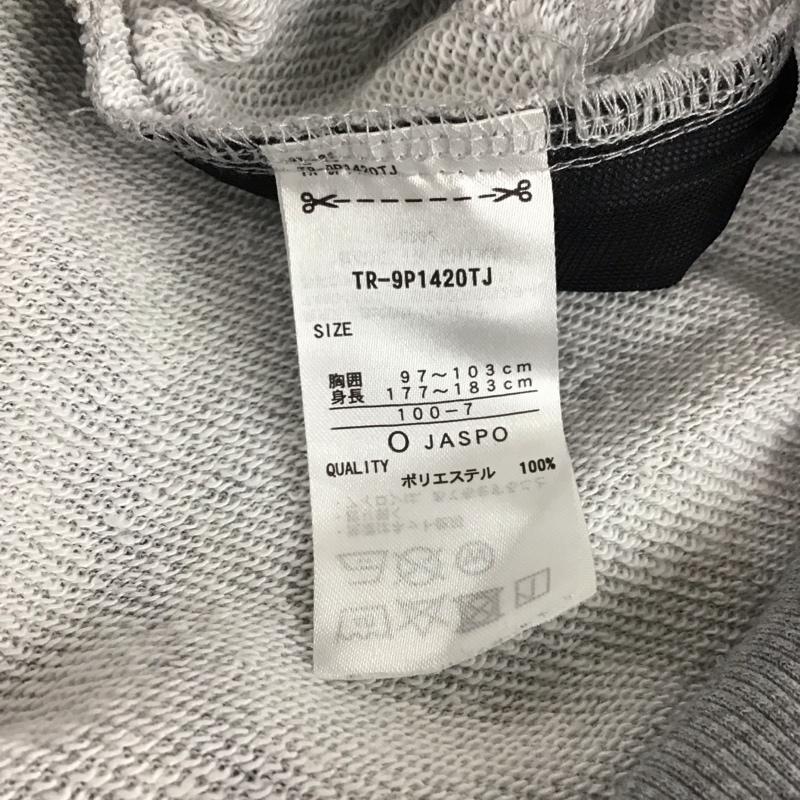 TR-9P1420TJ
TR-9P1420TJ
SIZE
胸囲 97〜103cm
身長 177〜183cm
100-7
O JASPO
QUALITY ポリエステル 100%